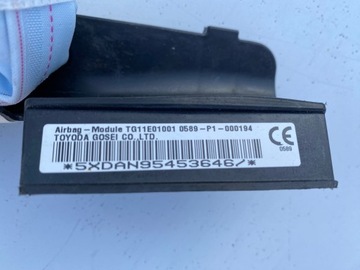 Airbag-Module TG11E01001 0589-P1-000194
TOYODA GOSEI CO.,LTD.
CE
0589
*5XDAN95453646/*